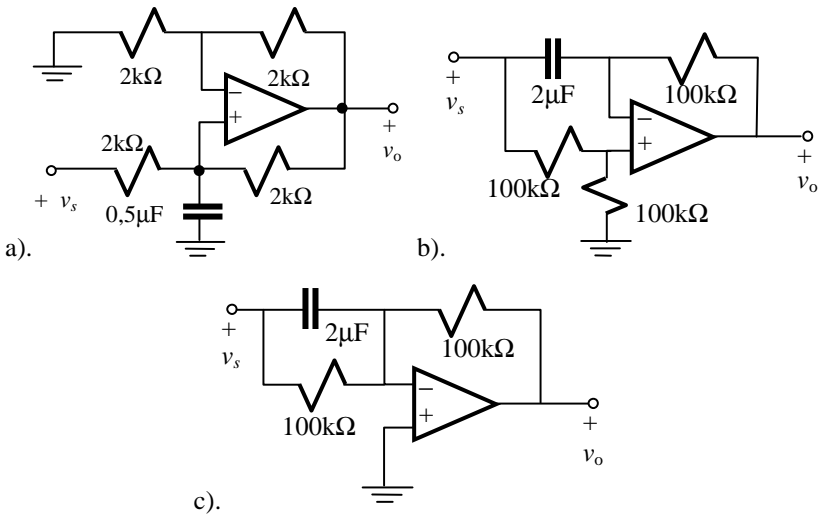 2kΩ
2kΩ
−
+
+
v_o
2kΩ
+ v_s
0,5μF
2kΩ
a).
+
v_s
2μF
100kΩ
−
+
+
v_o
100kΩ
100kΩ
b).
+
v_s
2μF
100kΩ
100kΩ
−
+
+
v_o
c).